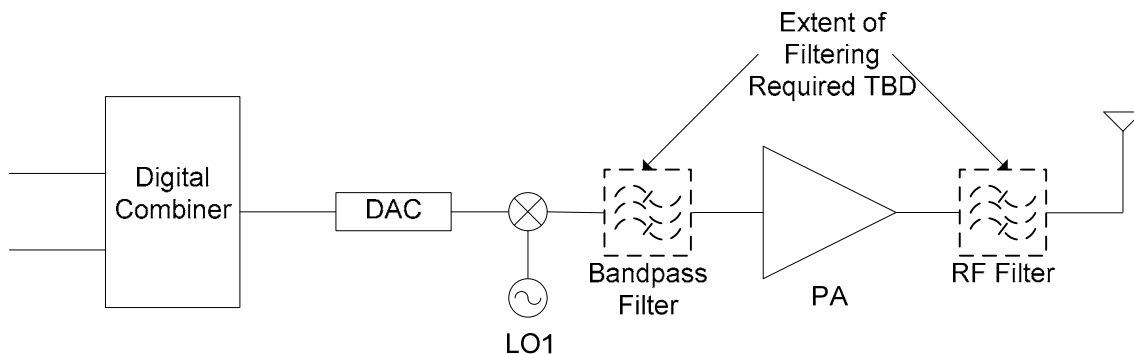 Extent of
Filtering
Required TBD
Digital
Combiner
DAC
LO1
Bandpass
Filter
PA
RF Filter